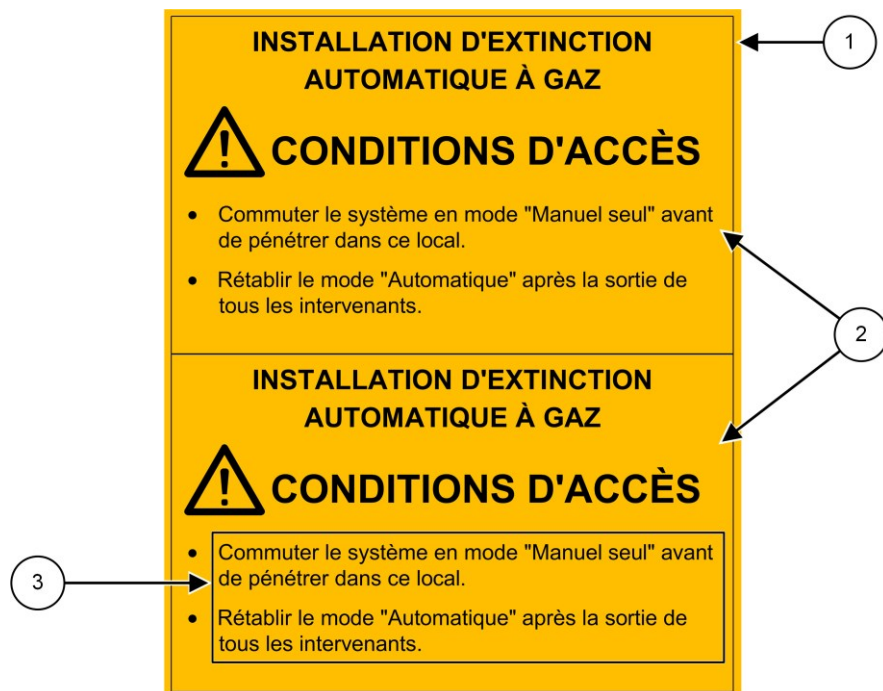 INSTALLATION D'EXTINCTION
AUTOMATIQUE À GAZ
1
CONDITIONS D'ACCÈS
• Commuter le système en mode "Manuel seul" avant
de pénétrer dans ce local.
• Rétablir le mode "Automatique" après la sortie de
tous les intervenants.
2
INSTALLATION D'EXTINCTION
AUTOMATIQUE À GAZ
CONDITIONS D'ACCÈS
• Commuter le système en mode "Manuel seul" avant
de pénétrer dans ce local.
3
• Rétablir le mode "Automatique" après la sortie de
tous les intervenants.